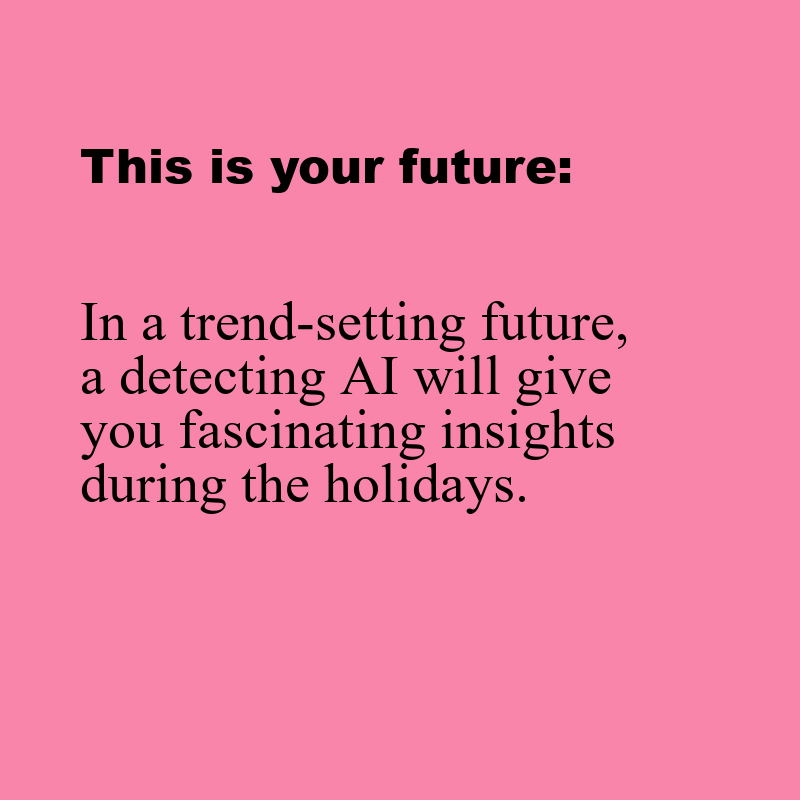 This is your future:
In a trend-setting future,
a detecting AI will give
you fascinating insights
during the holidays.